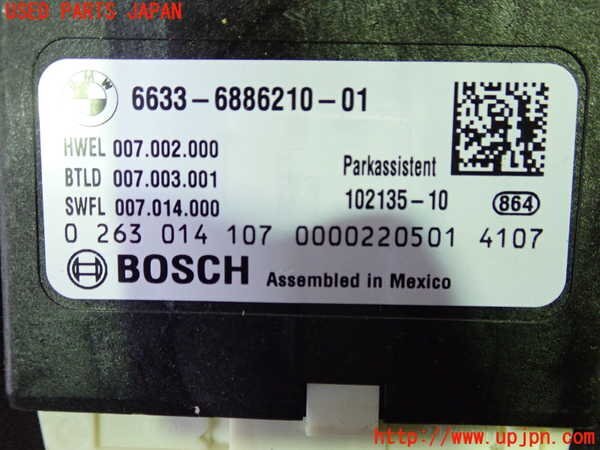 USED PARTS JAPAN
BMW
6633-6886210-01
HWEL 007.002.000
BTLD 007.003.001
SWFL 007.014.000
Parkassistent
102135-10
864
0 263 014 107 0000220501 4107
BOSCH
Assembled in Mexico
http://www.upjpn.com/